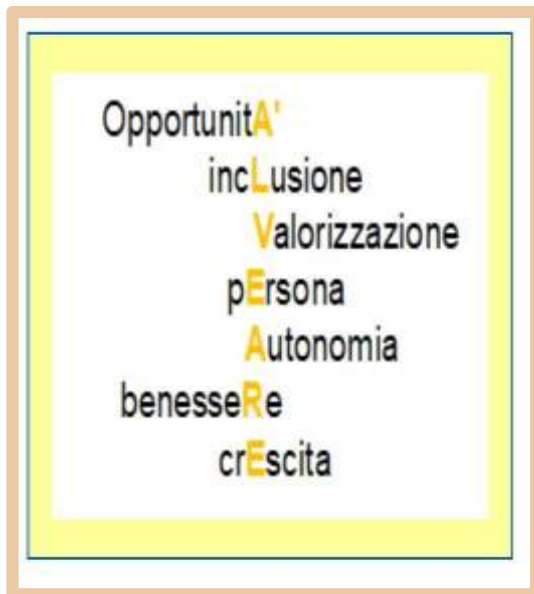 OpportunitA'
incLusione
Valorizzazione
pErsona
Autonomia
benesseRe
crEscita